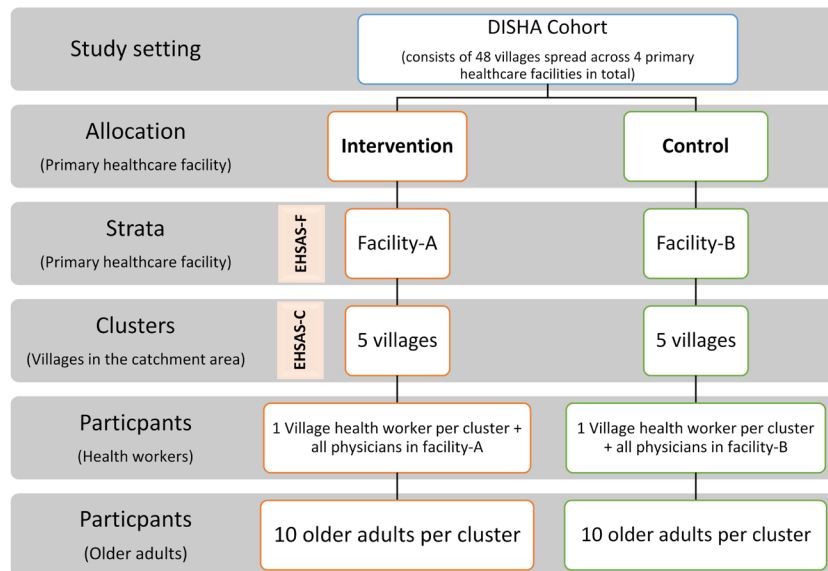 Study setting
DISHA Cohort
(consists of 48 villages spread across 4 primary
healthcare facilities in total)
Allocation
(Primary healthcare facility)
Intervention
Control
Strata
(Primary healthcare facility)
EHSAS-F
Facility-A
Facility-B
Clusters
(Villages in the catchment area)
EHSAS-C
5 villages
5 villages
Particpants
(Health workers)
1 Village health worker per cluster +
all physicians in facility-A
1 Village health worker per cluster
+ all physicians in facility-B
Particpants
(Older adults)
10 older adults per cluster
10 older adults per cluster